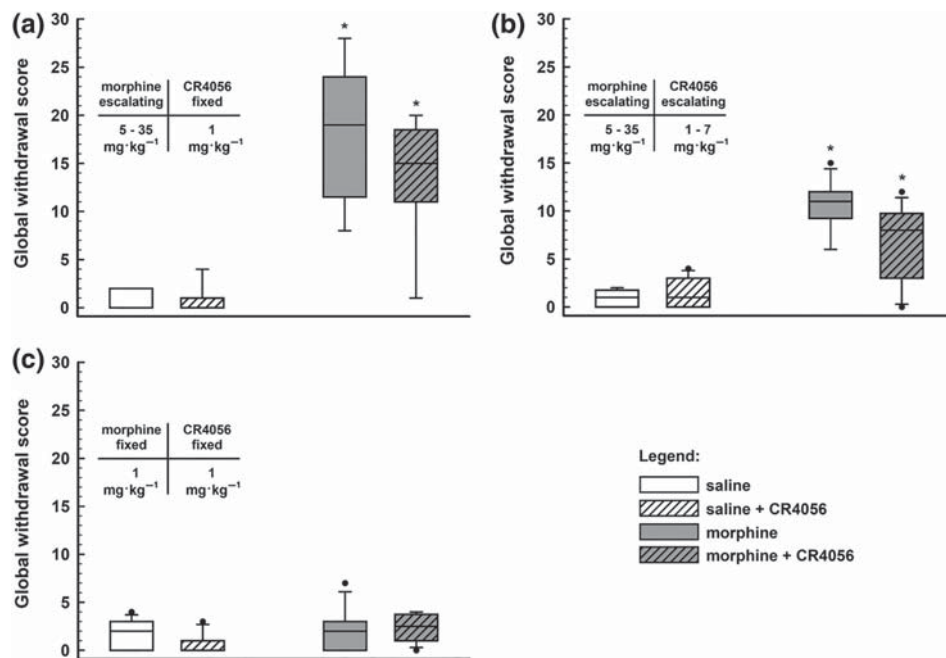 (a)
30
25
20
15
10
5
0
Global withdrawal score
morphine escalating
CR4056 fixed
5 - 35 mg·kg⁻¹
1 mg·kg⁻¹
*
*
(b)
30
25
20
15
10
5
0
Global withdrawal score
morphine escalating
CR4056 escalating
5 - 35 mg·kg⁻¹
1 - 7 mg·kg⁻¹
*
*
(c)
30
25
20
15
10
5
0
Global withdrawal score
morphine fixed
CR4056 fixed
1 mg·kg⁻¹
1 mg·kg⁻¹
Legend:
saline
saline + CR4056
morphine
morphine + CR4056